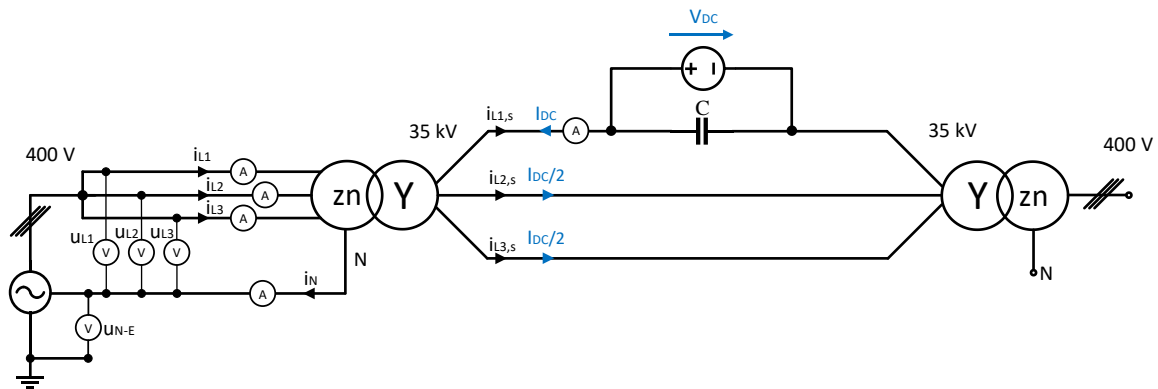 VDC
+ −
iL1,s IDC A C
35 kV 35 kV
400 V iL1 A 400 V
iL2 A zn Y iL2,s IDC/2 Y zn
iL3 A
uL1 uL2 uL3
V V V N iL3,s IDC/2
N
iN
A
V uN-E